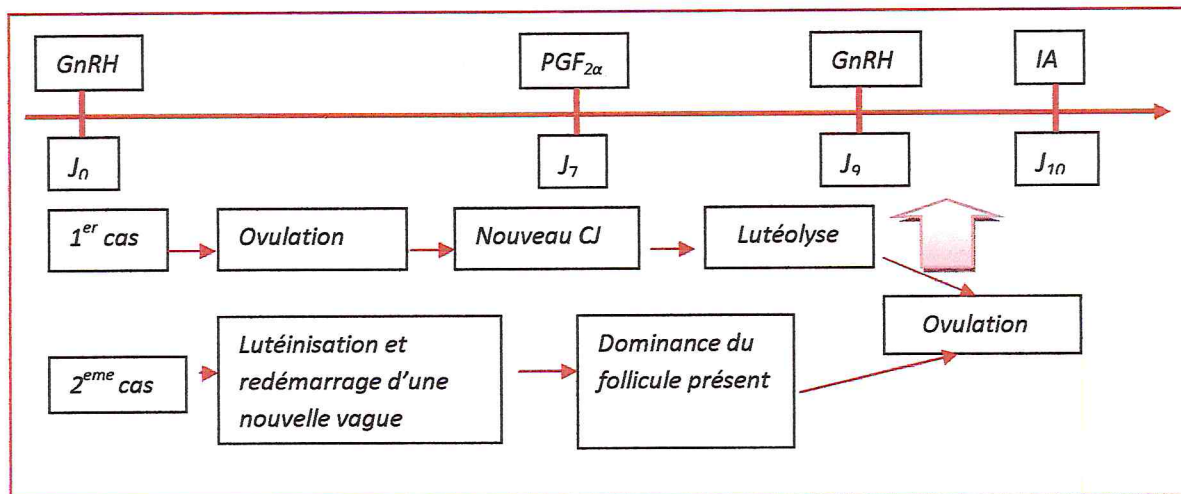 GnRH PGF2α GnRH IA
J0 J7 J9 J10
1er cas Ovulation Nouveau CJ Lutéolyse
Ovulation
2eme cas
Lutéinisation et
redémarrage d'une
nouvelle vague
Dominance du
follicule présent